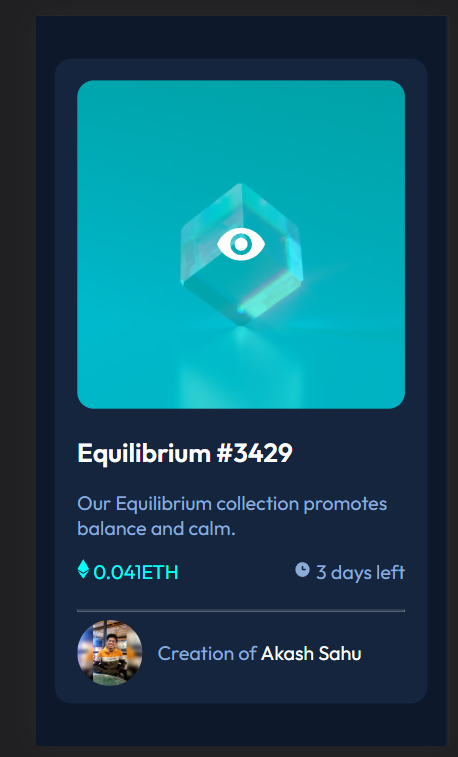 Equilibrium #3429
Our Equilibrium collection promotes
balance and calm.
0.041ETH 3 days left
Creation of Akash Sahu